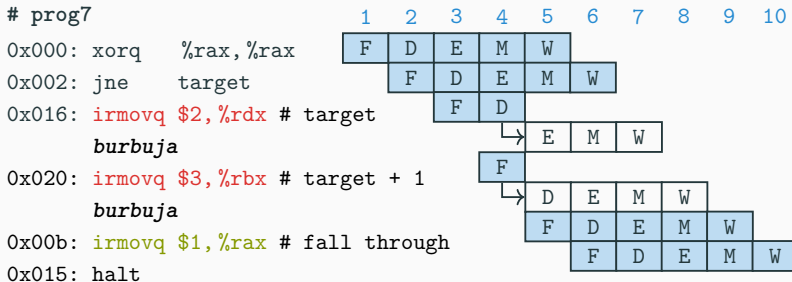 # prog7 1 2 3 4 5 6 7 8 9 10
0x000: xorq %rax,%rax F D E M W
0x002: jne target F D E M W
0x016: irmovq $2,%rdx # target F D
burbuja E M W
0x020: irmovq $3,%rbx # target + 1 F
burbuja D E M W
0x00b: irmovq $1,%rax # fall through F D E M W
0x015: halt F D E M W